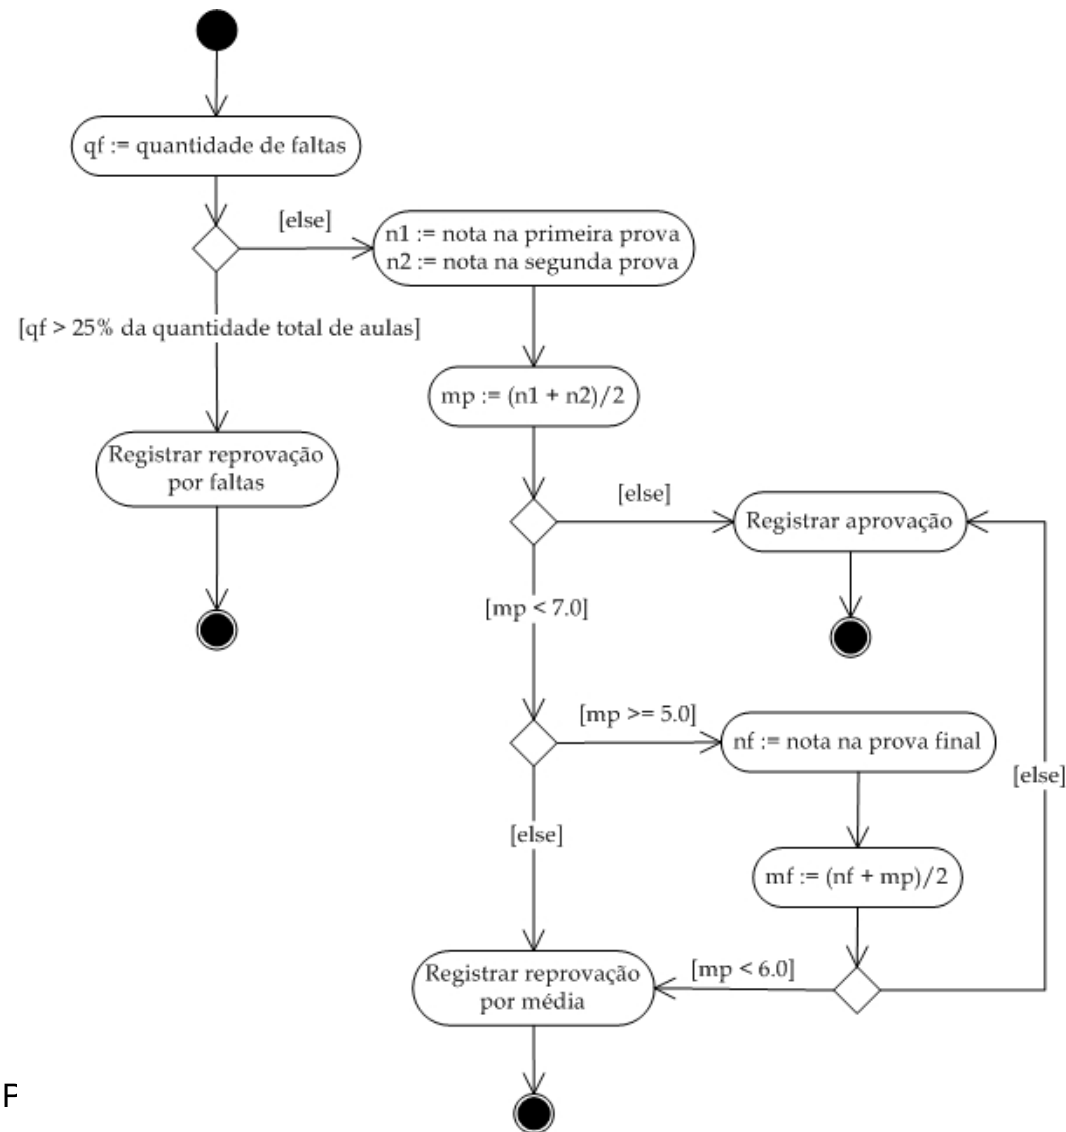 qf := quantidade de faltas
[else]
n1 := nota na primeira prova
n2 := nota na segunda prova
[qf > 25% da quantidade total de aulas]
mp := (n1 + n2)/2
Registrar reprovação
por faltas
[else]
Registrar aprovação
[mp < 7.0]
[mp >= 5.0]
nf := nota na prova final
[else]
[else]
mf := (nf + mp)/2
[mp < 6.0]
Registrar reprovação
por média
F